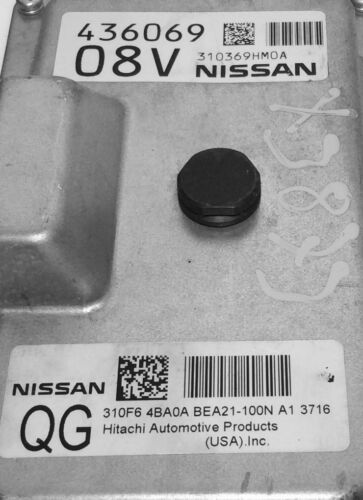 436069
08V 310369HM0A
NISSAN
NISSAN
QG 310F6 4BA0A BEA21-100N A1 3716
Hitachi Automotive Products
(USA).Inc.